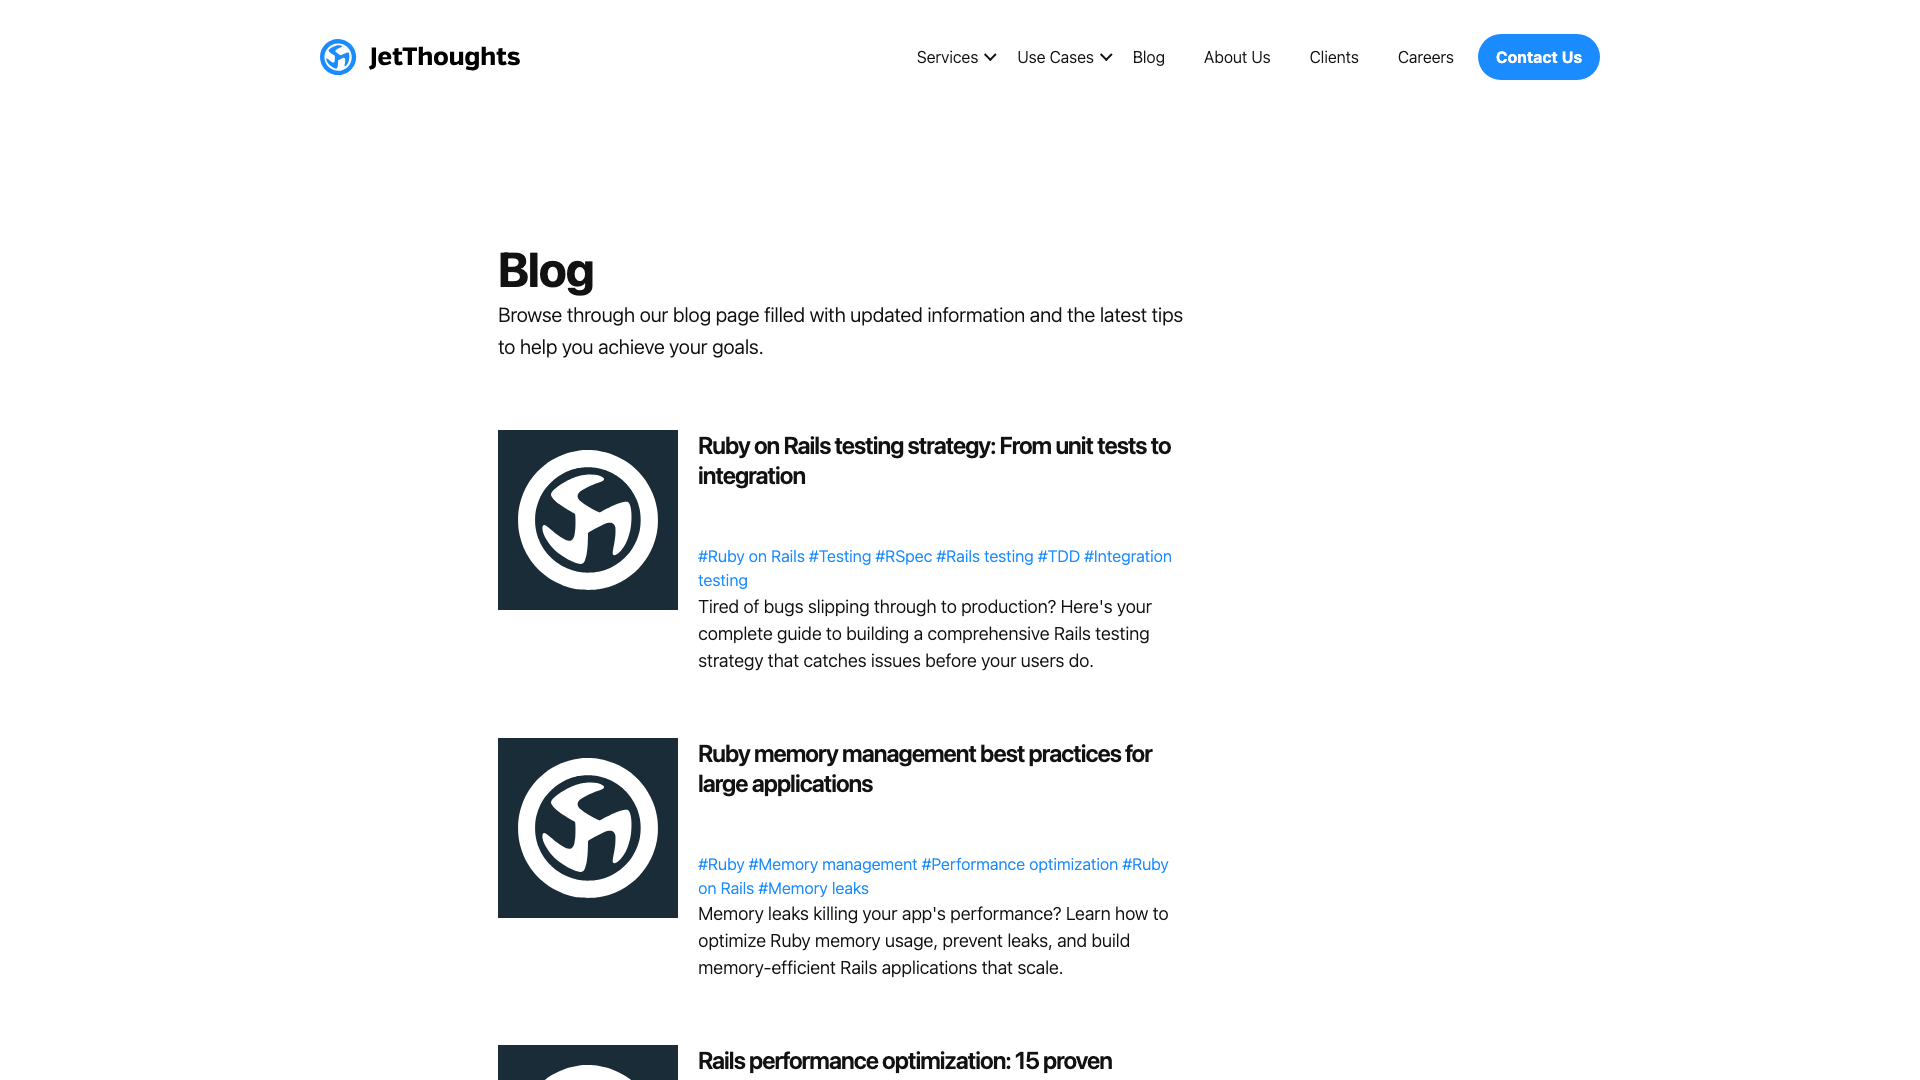 JetThoughts
Services Use Cases Blog About Us Clients Careers Contact Us
Blog
Browse through our blog page filled with updated information and the latest tips
to help you achieve your goals.
Ruby on Rails testing strategy: From unit tests to
integration
#Ruby on Rails #Testing #RSpec #Rails testing #TDD #Integration
testing
Tired of bugs slipping through to production? Here's your
complete guide to building a comprehensive Rails testing
strategy that catches issues before your users do.
Ruby memory management best practices for
large applications
#Ruby #Memory management #Performance optimization #Ruby
on Rails #Memory leaks
Memory leaks killing your app's performance? Learn how to
optimize Ruby memory usage, prevent leaks, and build
memory-efficient Rails applications that scale.
Rails performance optimization: 15 proven